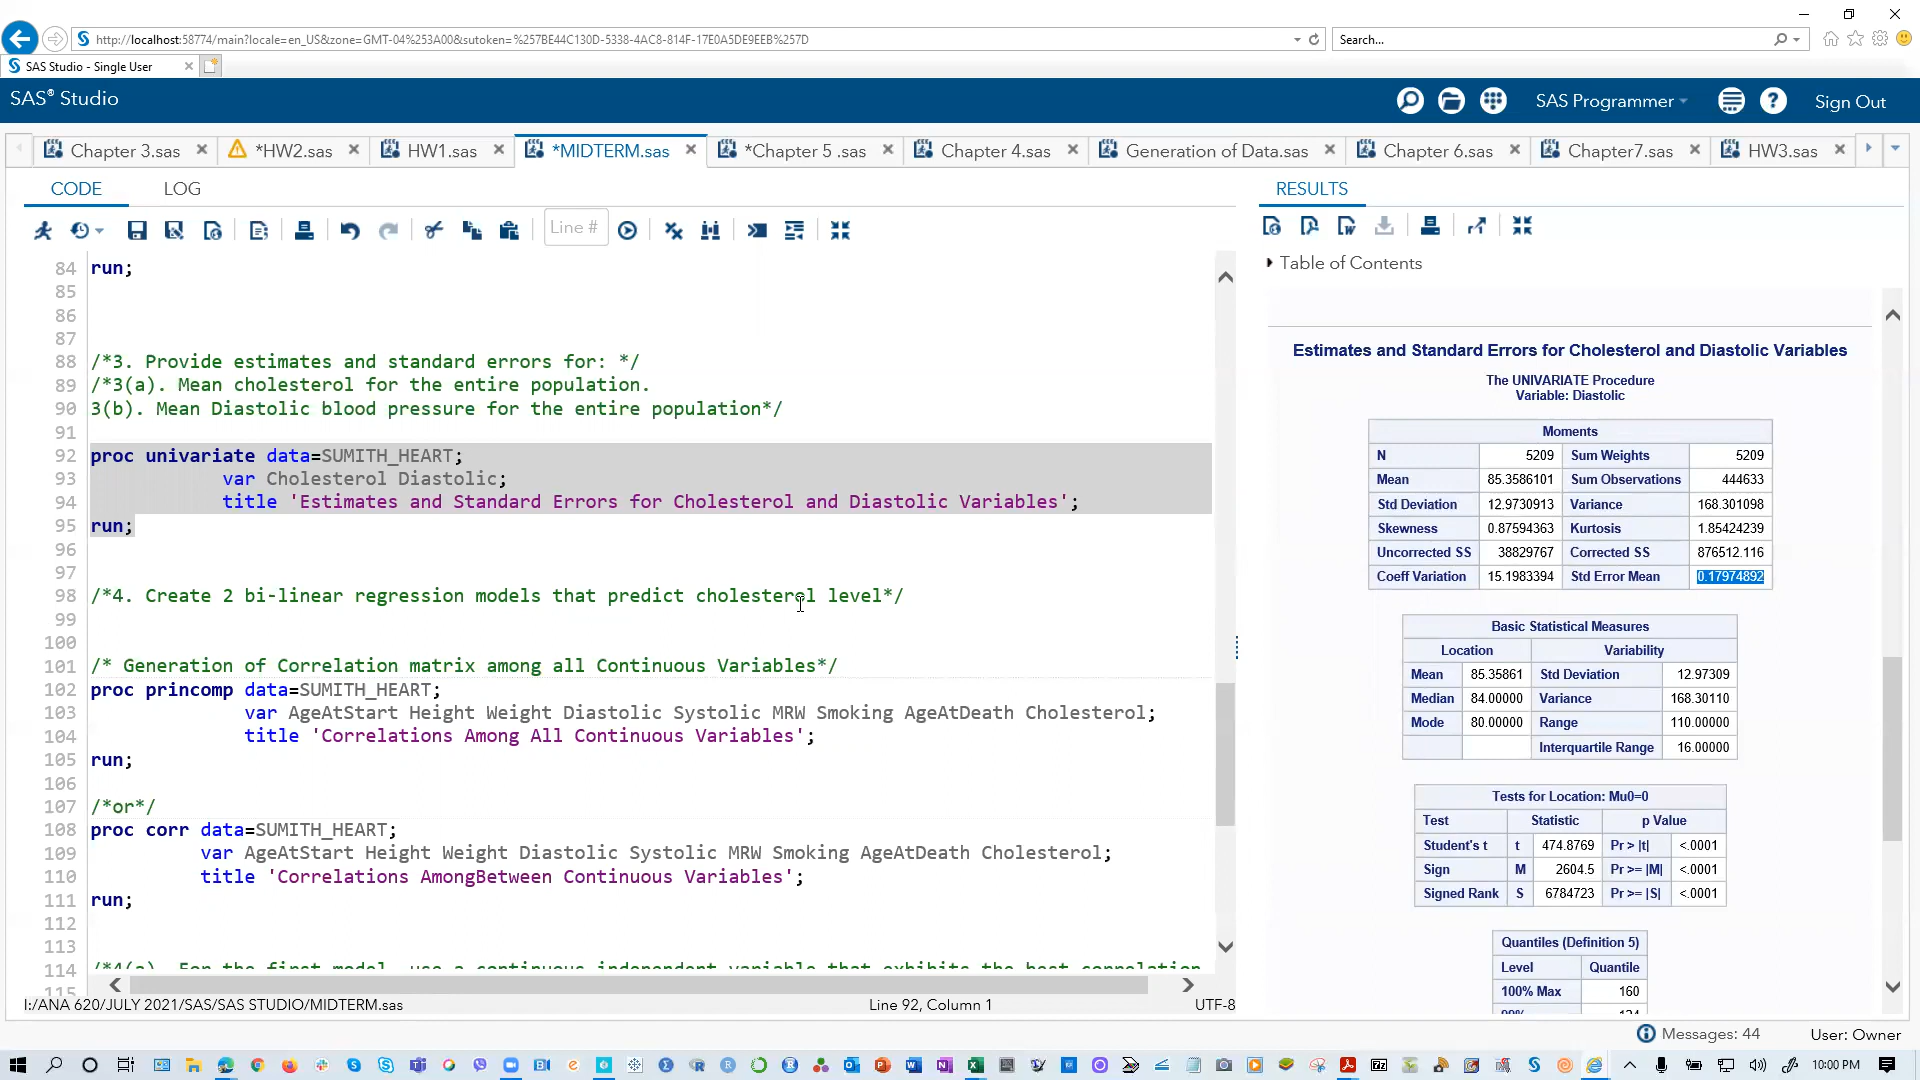 http://localhost:58774/main?locale=en_US&zone=GMT-04%253A00&sutoken=%257BE44C130D-5338-4AC8-814F-17E0A5DE9EEB%257D
Search...
SAS Studio - Single User
SAS® Studio
SAS Programmer
Sign Out
Chapter 3.sas
*HW2.sas
HW1.sas
*MIDTERM.sas
*Chapter 5 .sas
Chapter 4.sas
Generation of Data.sas
Chapter 6.sas
Chapter7.sas
HW3.sas
CODE
LOG
Line #
84 run;
85
86
87
88 /*3. Provide estimates and standard errors for: */
89 /*3(a). Mean cholesterol for the entire population.
90 3(b). Mean Diastolic blood pressure for the entire population*/
91
92 proc univariate data=SUMITH_HEART;
93 var Cholesterol Diastolic;
94 title 'Estimates and Standard Errors for Cholesterol and Diastolic Variables';
95 run;
96
97
98 /*4. Create 2 bi-linear regression models that predict cholesterol level*/
99
100
101 /* Generation of Correlation matrix among all Continuous Variables*/
102 proc princomp data=SUMITH_HEART;
103 var AgeAtStart Height Weight Diastolic Systolic MRW Smoking AgeAtDeath Cholesterol;
104 title 'Correlations Among All Continuous Variables';
105 run;
106
107 /*or*/
108 proc corr data=SUMITH_HEART;
109 var AgeAtStart Height Weight Diastolic Systolic MRW Smoking AgeAtDeath Cholesterol;
110 title 'Correlations AmongBetween Continuous Variables';
111 run;
112
113
114 /*4(a). For the first model, use a continuous independent variable that exhibits the best correlation
115
I:/ANA 620/JULY 2021/SAS/SAS STUDIO/MIDTERM.sas
Line 92, Column 1
UTF-8
RESULTS
Table of Contents
Estimates and Standard Errors for Cholesterol and Diastolic Variables
The UNIVARIATE Procedure
Variable: Diastolic
Moments
N 5209 Sum Weights 5209
Mean 85.3586101 Sum Observations 444633
Std Deviation 12.9730913 Variance 168.301098
Skewness 0.87594363 Kurtosis 1.85424239
Uncorrected SS 38829767 Corrected SS 876512.116
Coeff Variation 15.1983394 Std Error Mean 0.17974892
Basic Statistical Measures
Location Variability
Mean 85.35861 Std Deviation 12.97309
Median 84.00000 Variance 168.30110
Mode 80.00000 Range 110.00000
Interquartile Range 16.00000
Tests for Location: Mu0=0
Test Statistic p Value
Student's t t 474.8769 Pr > |t| <.0001
Sign M 2604.5 Pr >= |M| <.0001
Signed Rank S 6784723 Pr >= |S| <.0001
Quantiles (Definition 5)
Level Quantile
100% Max 160
Messages: 44
User: Owner
10:00 PM